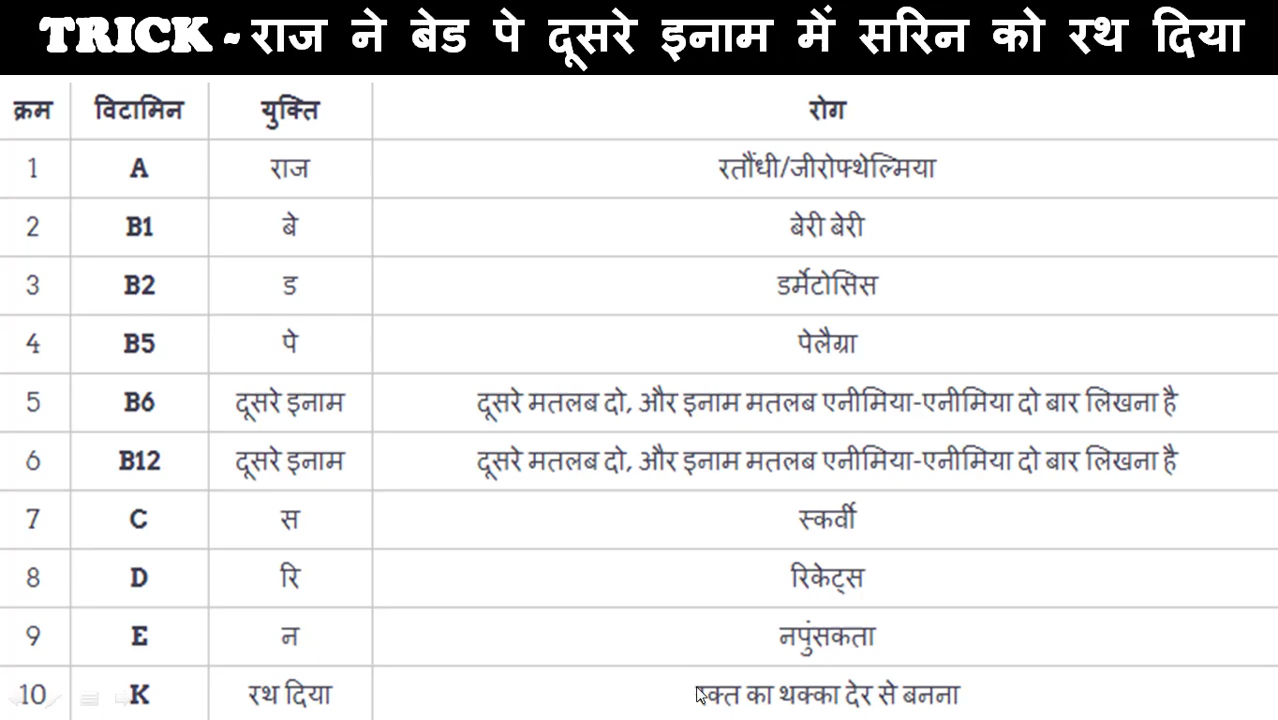 TRICK ~ राज ने बेड पे दूसरे इनाम में सरिन को रथ दिया
क्रम विटामिन युक्ति रोग
1 A राज रतौंधी/जीरोफ्थेल्मिया
2 B1 बे बेरी बेरी
3 B2 ड डर्मेटोसिस
4 B5 पे पेलैग्रा
5 B6 दूसरे इनाम दूसरे मतलब दो, और इनाम मतलब एनीमिया-एनीमिया दो बार लिखना है
6 B12 दूसरे इनाम दूसरे मतलब दो, और इनाम मतलब एनीमिया-एनीमिया दो बार लिखना है
7 C स स्कर्वी
8 D रि रिकेट्स
9 E न नपुंसकता
10 K रथ दिया रक्त का थक्का देर से बनना